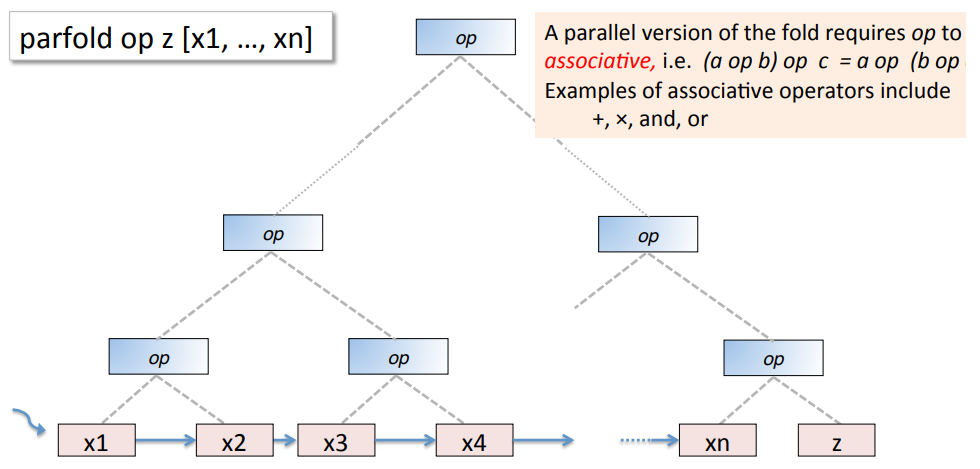 parfold op z [x1, …, xn]
op
A parallel version of the fold requires op to
associative, i.e. (a op b) op c = a op (b op
Examples of associative operators include
+, ×, and, or
op
op
op
op
op
x1
x2
x3
x4
xn
z